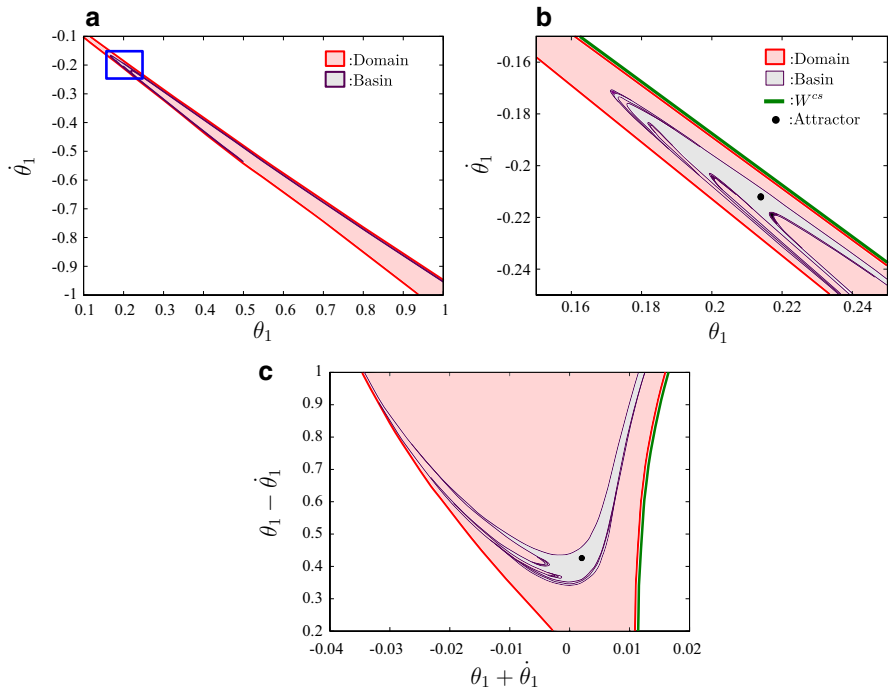 a
-0.1
-0.2
-0.3
-0.4
-0.5
-0.6
-0.7
-0.8
-0.9
-1
θ̇₁
0.1 0.2 0.3 0.4 0.5 0.6 0.7 0.8 0.9 1
θ₁
:Domain
:Basin
b
-0.16
-0.18
-0.2
-0.22
-0.24
θ̇₁
0.16 0.18 0.2 0.22 0.24
θ₁
:Domain
:Basin
:Wᶜˢ
:Attractor
c
1
0.9
0.8
0.7
0.6
0.5
0.4
0.3
0.2
θ₁ − θ̇₁
-0.04 -0.03 -0.02 -0.01 0 0.01 0.02
θ₁ + θ̇₁